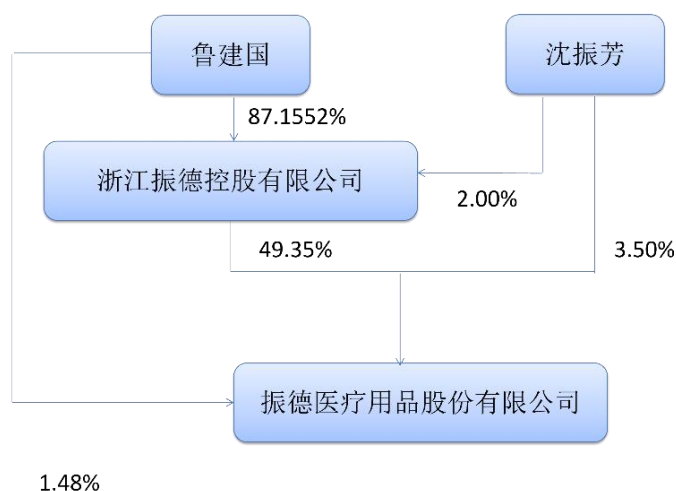 鲁建国
沈振芳
87.1552%
浙江振德控股有限公司
2.00%
49.35%
3.50%
振德医疗用品股份有限公司
1.48%